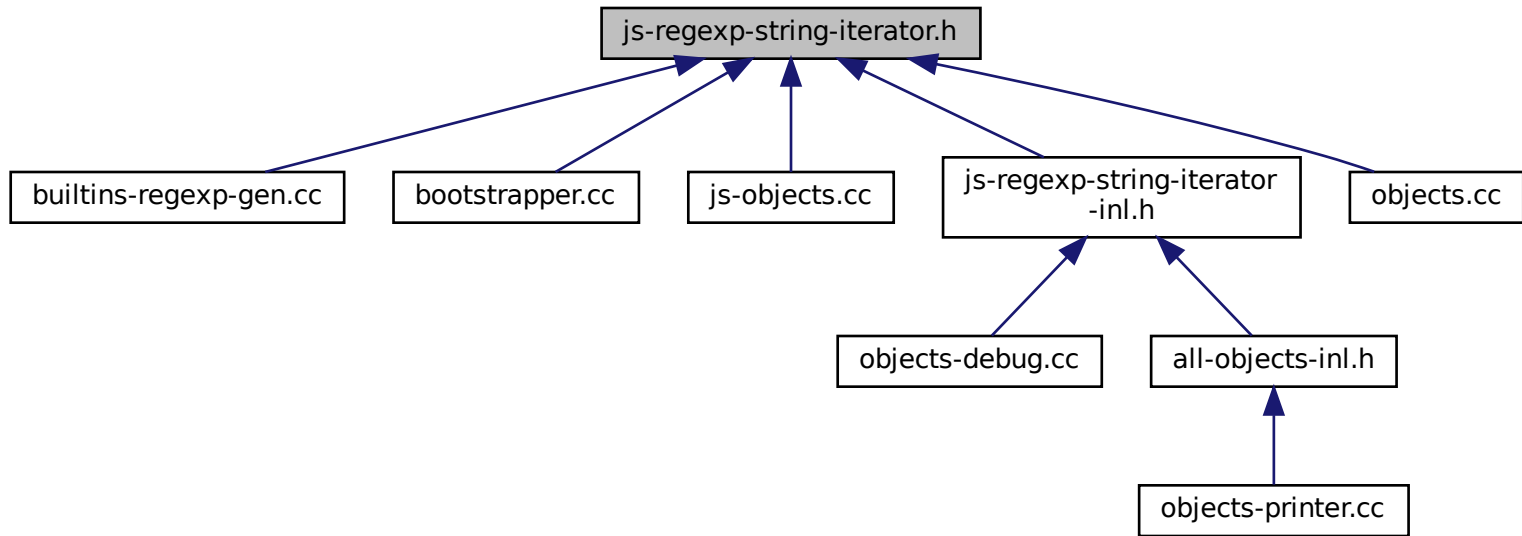 js-regexp-string-iterator.h
builtins-regexp-gen.cc
bootstrapper.cc
js-objects.cc
js-regexp-string-iterator
-inl.h
objects.cc
objects-debug.cc
all-objects-inl.h
objects-printer.cc